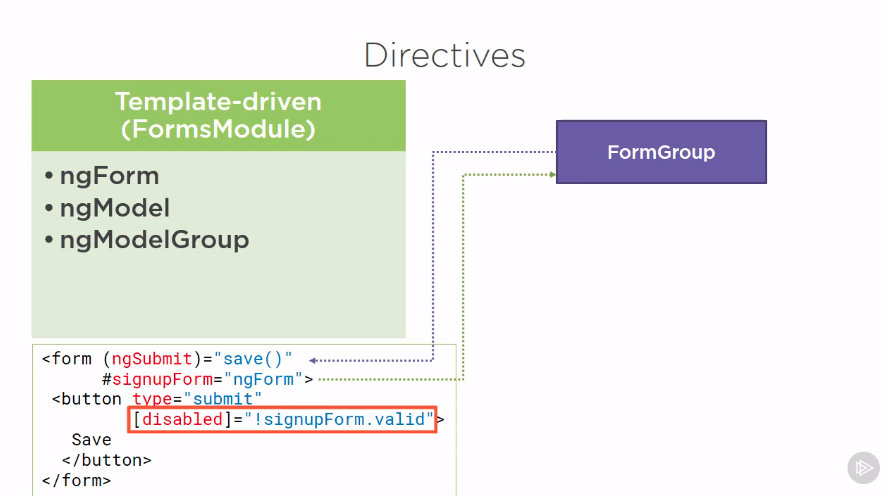 Directives
Template-driven
(FormsModule)
• ngForm
• ngModel
• ngModelGroup
FormGroup
<form (ngSubmit)="save()"
#signupForm="ngForm">
<button type="submit"
[disabled]="!signupForm.valid">
Save
</button>
</form>